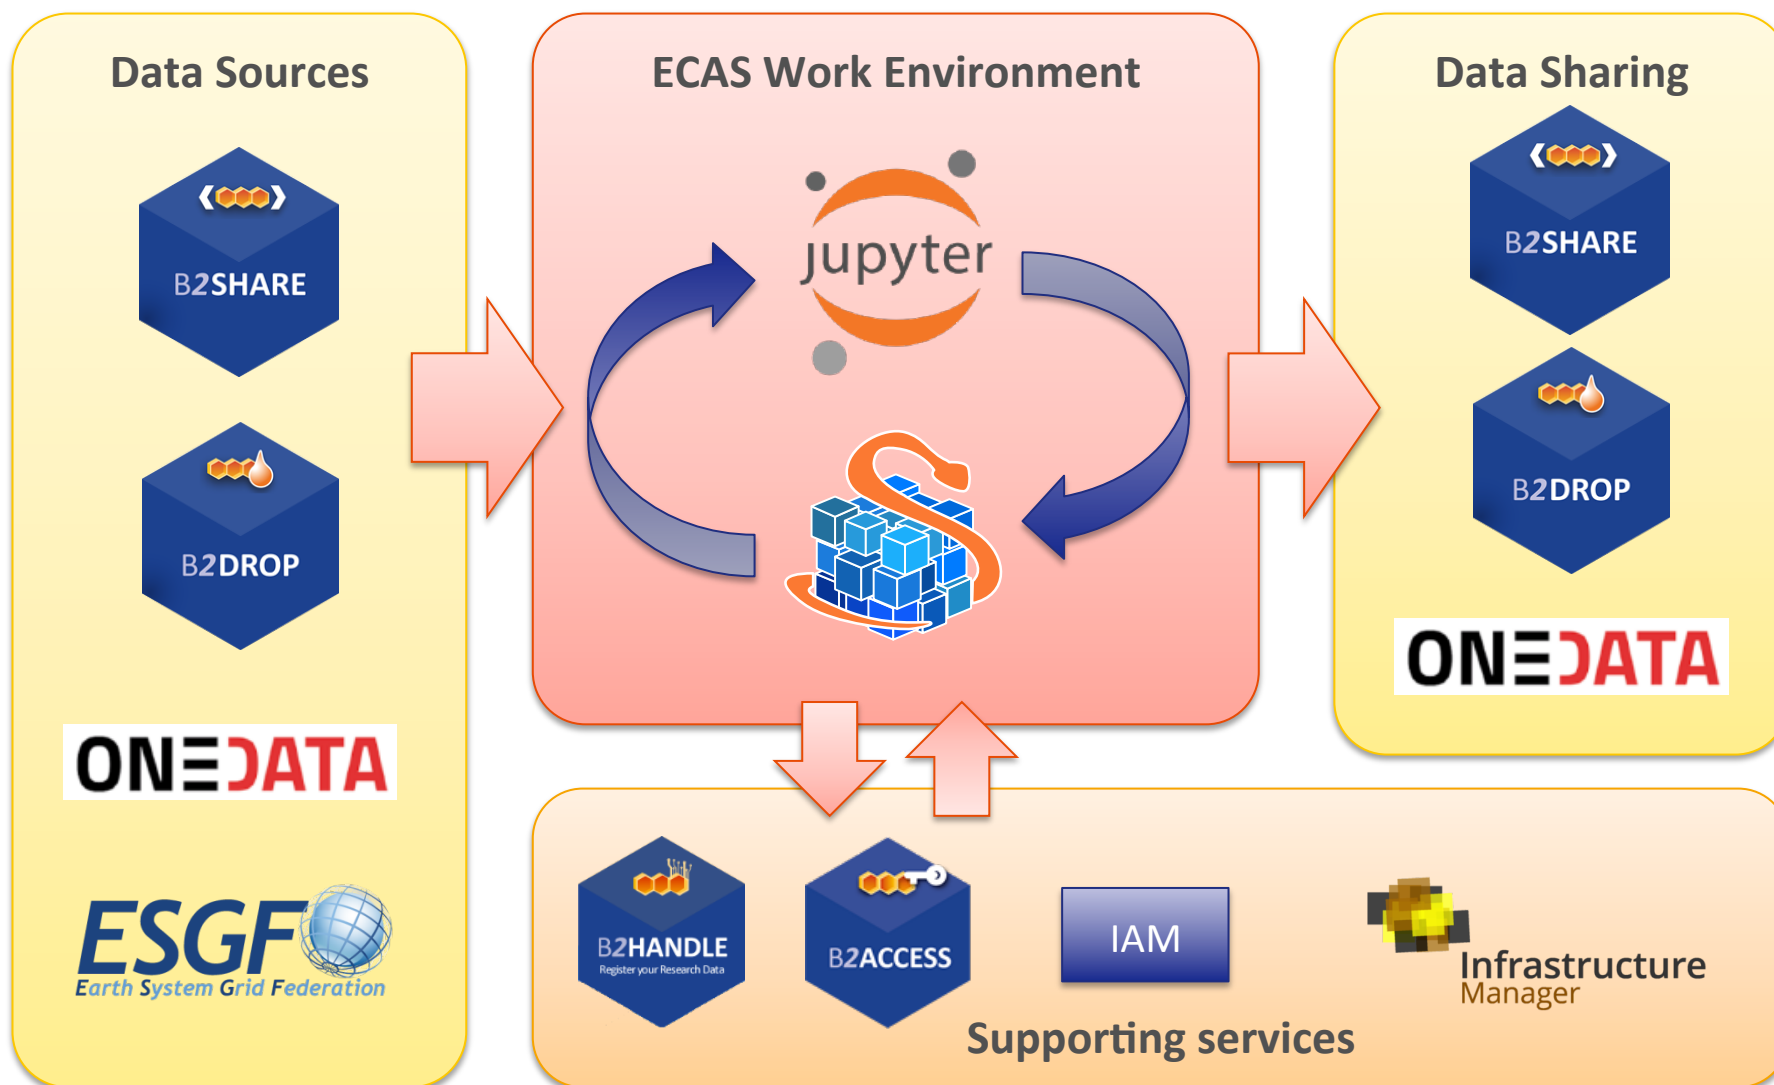 Data Sources
B2SHARE
B2DROP
ONEDATA
ESGF
Earth System Grid Federation
ECAS Work Environment
jupyter
Data Sharing
B2SHARE
B2DROP
ONEDATA
B2HANDLE
Register your Research Data
B2ACCESS
IAM
Infrastructure
Manager
Supporting services